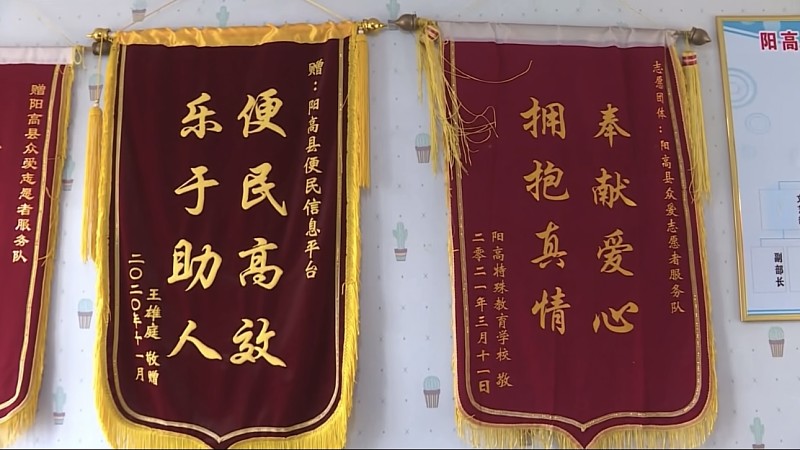 赠阳高县众爱志愿者服务队
赠：阳高县便民信息平台
便民高效
乐于助人
王雄庭 敬赠
二〇二〇年十一月
志愿团体：阳高县众爱志愿者服务队
奉献爱心
拥抱真情
阳高特殊教育学校 敬
二零二一年三月十一日
阳高
副部长